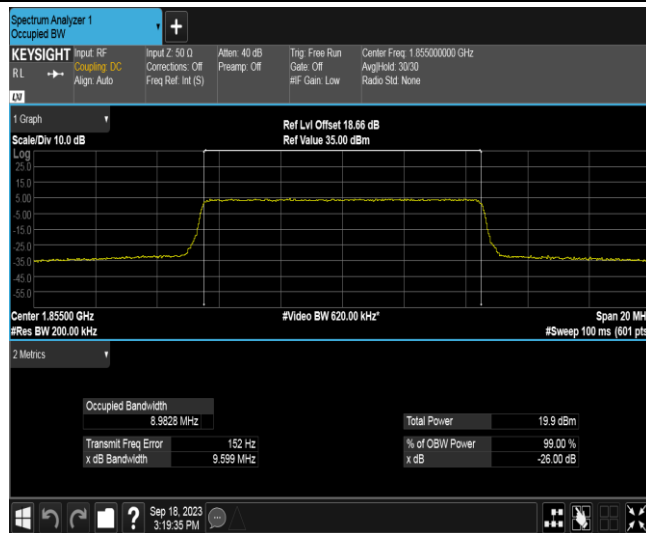 Spectrum Analyzer 1
Occupied BW
KEYSIGHT
RL
Input: RF
Coupling: DC
Align: Auto
Input Z: 50 Ω
Corrections: Off
Freq Ref: Int (S)
Atten: 40 dB
Preamp: Off
Trig: Free Run
Gate: Off
#IF Gain: Low
Center Freq: 1.855000000 GHz
Avg|Hold: 30/30
Radio Std: None
1 Graph
Scale/Div 10.0 dB
Ref Lvl Offset 18.66 dB
Ref Value 35.00 dBm
Log
25.0
15.0
5.00
-5.00
-15.0
-25.0
-35.0
-45.0
-55.0
Center 1.85500 GHz
#Video BW 620.00 kHz*
Span 20 MH
#Res BW 200.00 kHz
#Sweep 100 ms (601 pts
2 Metrics
Occupied Bandwidth
8.9828 MHz
Total Power 19.9 dBm
Transmit Freq Error 152 Hz
% of OBW Power 99.00 %
x dB Bandwidth 9.599 MHz
x dB -26.00 dB
?
Sep 18, 2023
3:19:35 PM